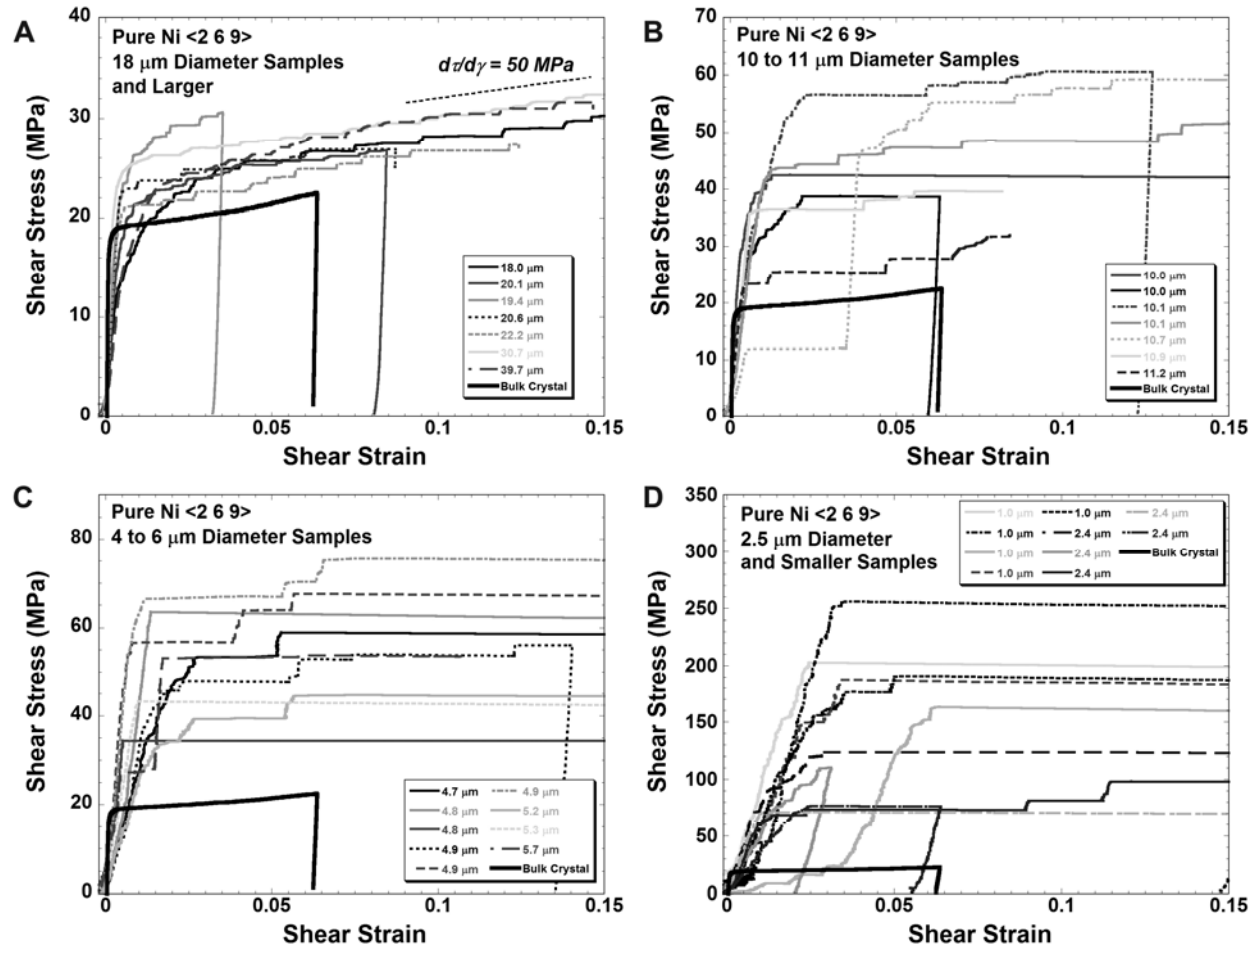 A
Pure Ni <2 6 9>
18 μm Diameter Samples
and Larger
dτ/dγ = 50 MPa
40
30
20
10
0
Shear Stress (MPa)
18.0 μm
20.1 μm
19.4 μm
20.6 μm
22.2 μm
30.7 μm
39.7 μm
Bulk Crystal
0 0.05 0.1 0.15
Shear Strain
B
Pure Ni <2 6 9>
10 to 11 μm Diameter Samples
70
60
50
40
30
20
10
0
Shear Stress (MPa)
10.0 μm
10.0 μm
10.1 μm
10.1 μm
10.7 μm
10.9 μm
11.2 μm
Bulk Crystal
0 0.05 0.1 0.15
Shear Strain
C
Pure Ni <2 6 9>
4 to 6 μm Diameter Samples
80
60
40
20
0
Shear Stress (MPa)
4.7 μm 4.9 μm
4.8 μm 5.2 μm
4.8 μm 5.3 μm
4.9 μm 5.7 μm
4.9 μm Bulk Crystal
0 0.05 0.1 0.15
Shear Strain
D
Pure Ni <2 6 9>
2.5 μm Diameter
and Smaller Samples
1.0 μm 1.0 μm 2.4 μm
1.0 μm 2.4 μm 2.4 μm
1.0 μm 2.4 μm Bulk Crystal
1.0 μm 2.4 μm
350
300
250
200
150
100
50
0
Shear Stress (MPa)
0 0.05 0.1 0.15
Shear Strain